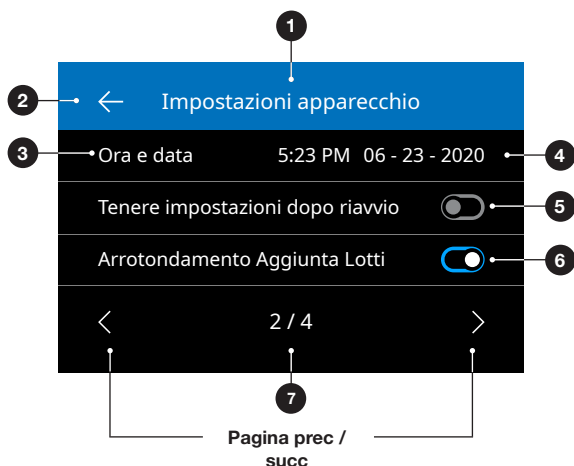 1
2
Impostazioni apparecchio
3
Ora e data 5:23 PM 06 - 23 - 2020
4
Tenere impostazioni dopo riavvio
5
Arrotondamento Aggiunta Lotti
6
2 / 4
7
Pagina prec /
succ